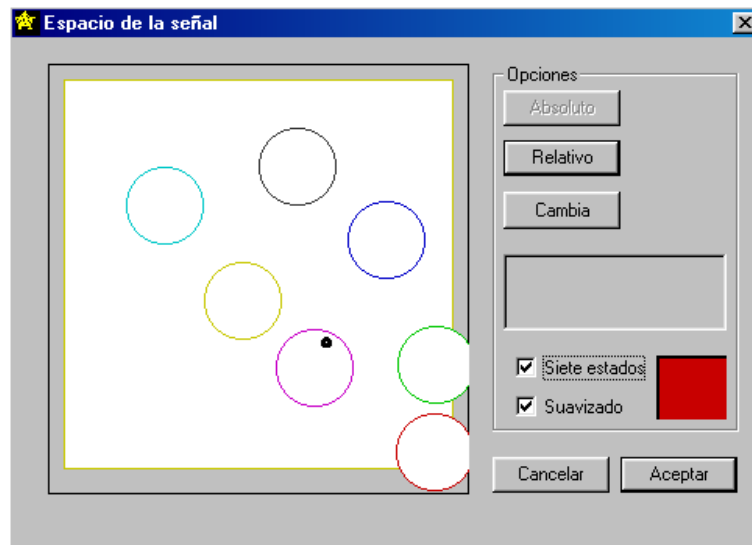 Espacio de la señal
Opciones
Absoluto
Relativo
Cambia
Siete estados
Suavizado
Cancelar
Aceptar